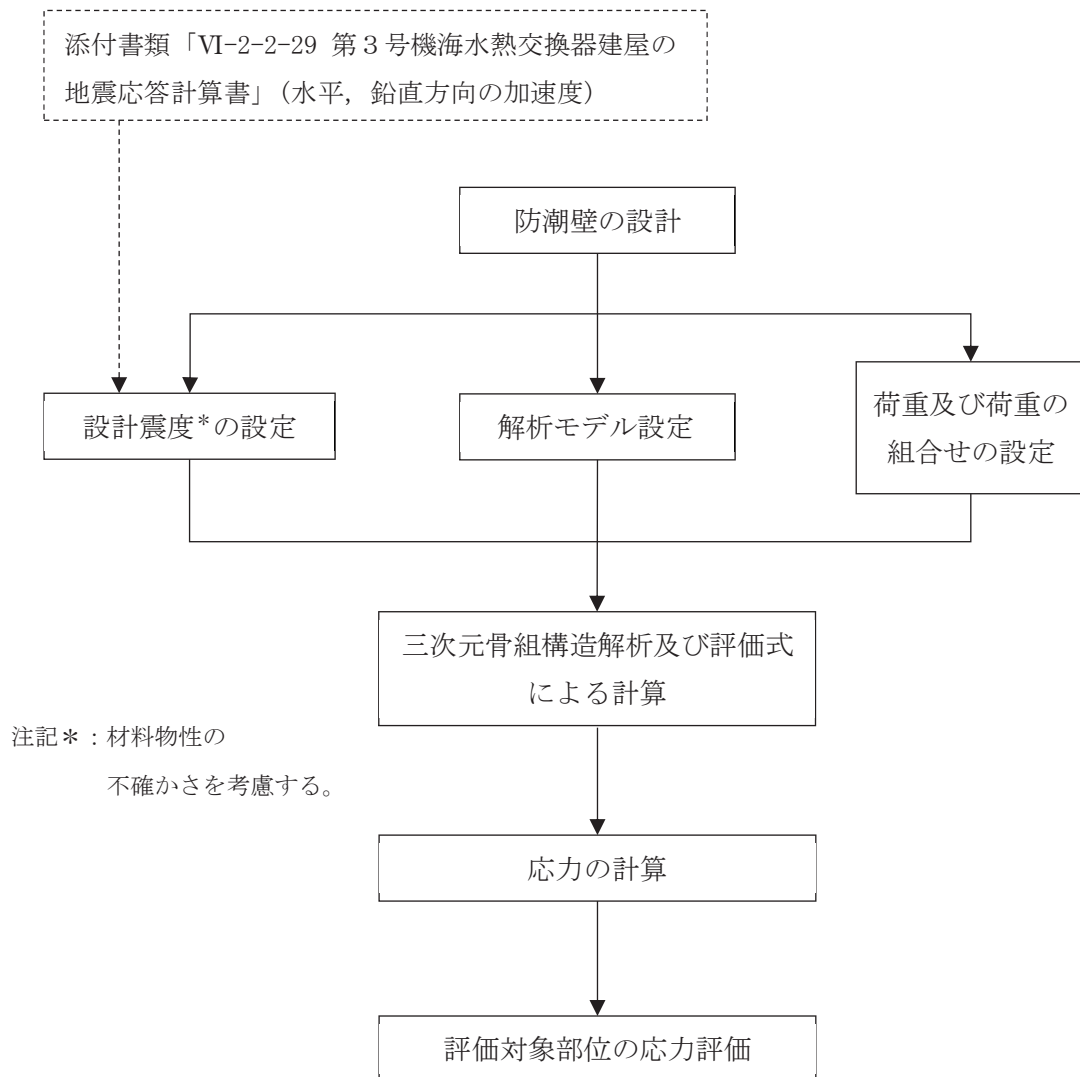 添付書類「Ⅵ-2-2-29 第３号機海水熱交換器建屋の
地震応答計算書」（水平，鉛直方向の加速度）
防潮壁の設計
設計震度*の設定
解析モデル設定
荷重及び荷重の
組合せの設定
三次元骨組構造解析及び評価式
による計算
注記＊：材料物性の
不確かさを考慮する。
応力の計算
評価対象部位の応力評価